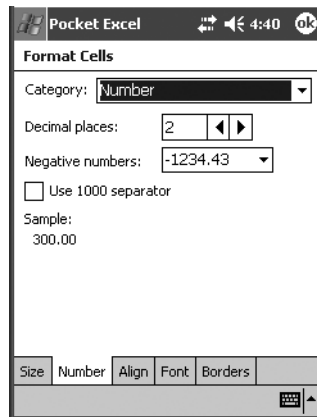 Pocket Excel 4:40 ok
Format Cells
Category: Number
Decimal places: 2
Negative numbers: -1234.43
Use 1000 separator
Sample:
300.00
Size Number Align Font Borders